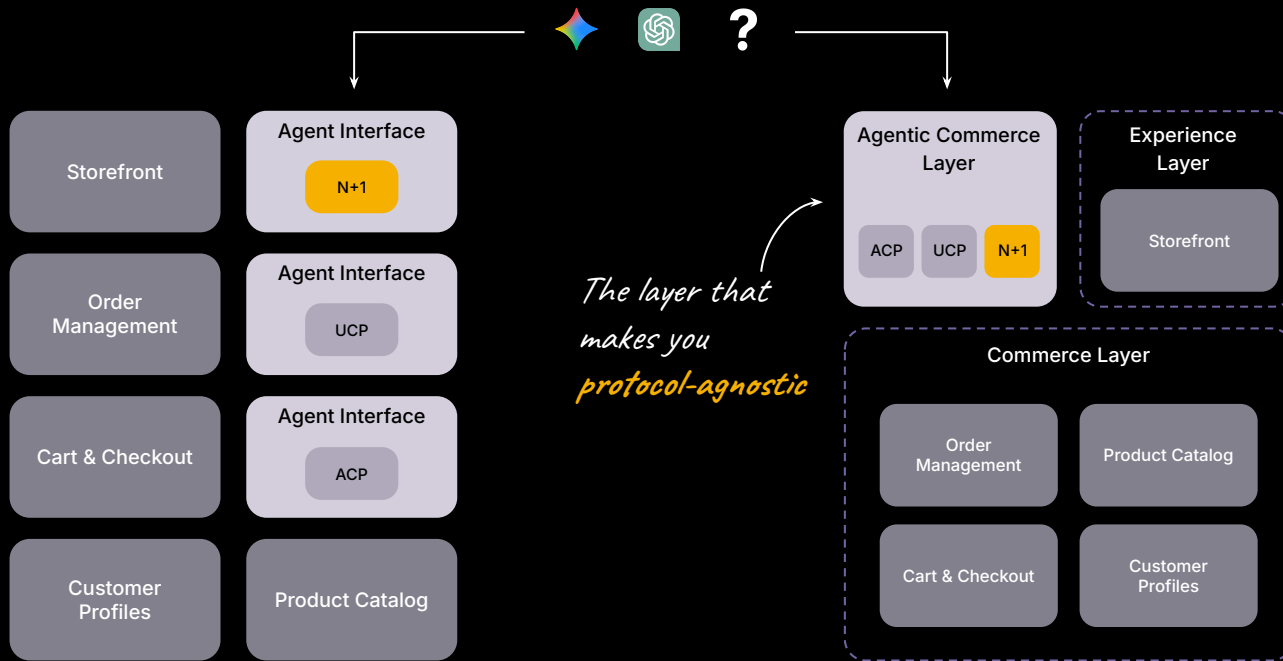 ?
Storefront
Agent Interface
N+1
Order
Management
Agent Interface
UCP
Cart & Checkout
Agent Interface
ACP
Customer
Profiles
Product Catalog
The layer that
makes you
protocol-agnostic
Agentic Commerce
Layer
ACP
UCP
N+1
Experience
Layer
Storefront
Commerce Layer
Order
Management
Product Catalog
Cart & Checkout
Customer
Profiles